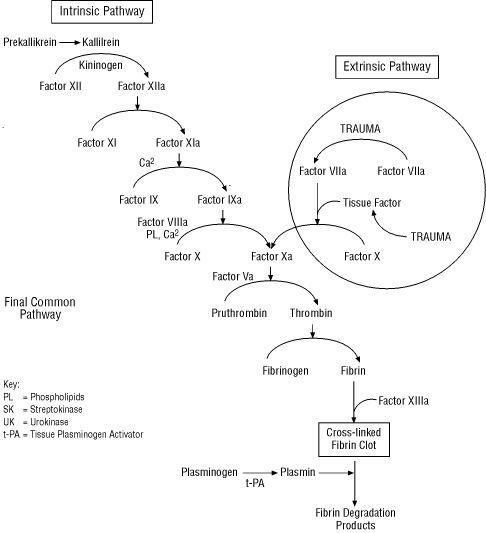 Intrinsic Pathway
Prekallikrein
Kallilrein
Kininogen
Factor XII
Factor XIIa
Extrinsic Pathway
Factor XI
Factor XIa
TRAUMA
Ca2
Factor VIIa
Factor VIIa
Factor IX
Factor IXa
Tissue Factor
Factor VIIIa
PL, Ca2
TRAUMA
Factor X
Factor Xa
Factor X
Factor Va
Final Common
Pathway
Pruthrombin
Thrombin
Fibrinogen
Fibrin
Key:
PL = Phospholipids
SK = Streptokinase
UK = Urokinase
t-PA = Tissue Plasminogen Activator
Factor XIIIa
Cross-linked
Fibrin Clot
Plasminogen
t-PA
Plasmin
Fibrin Degradation
Products